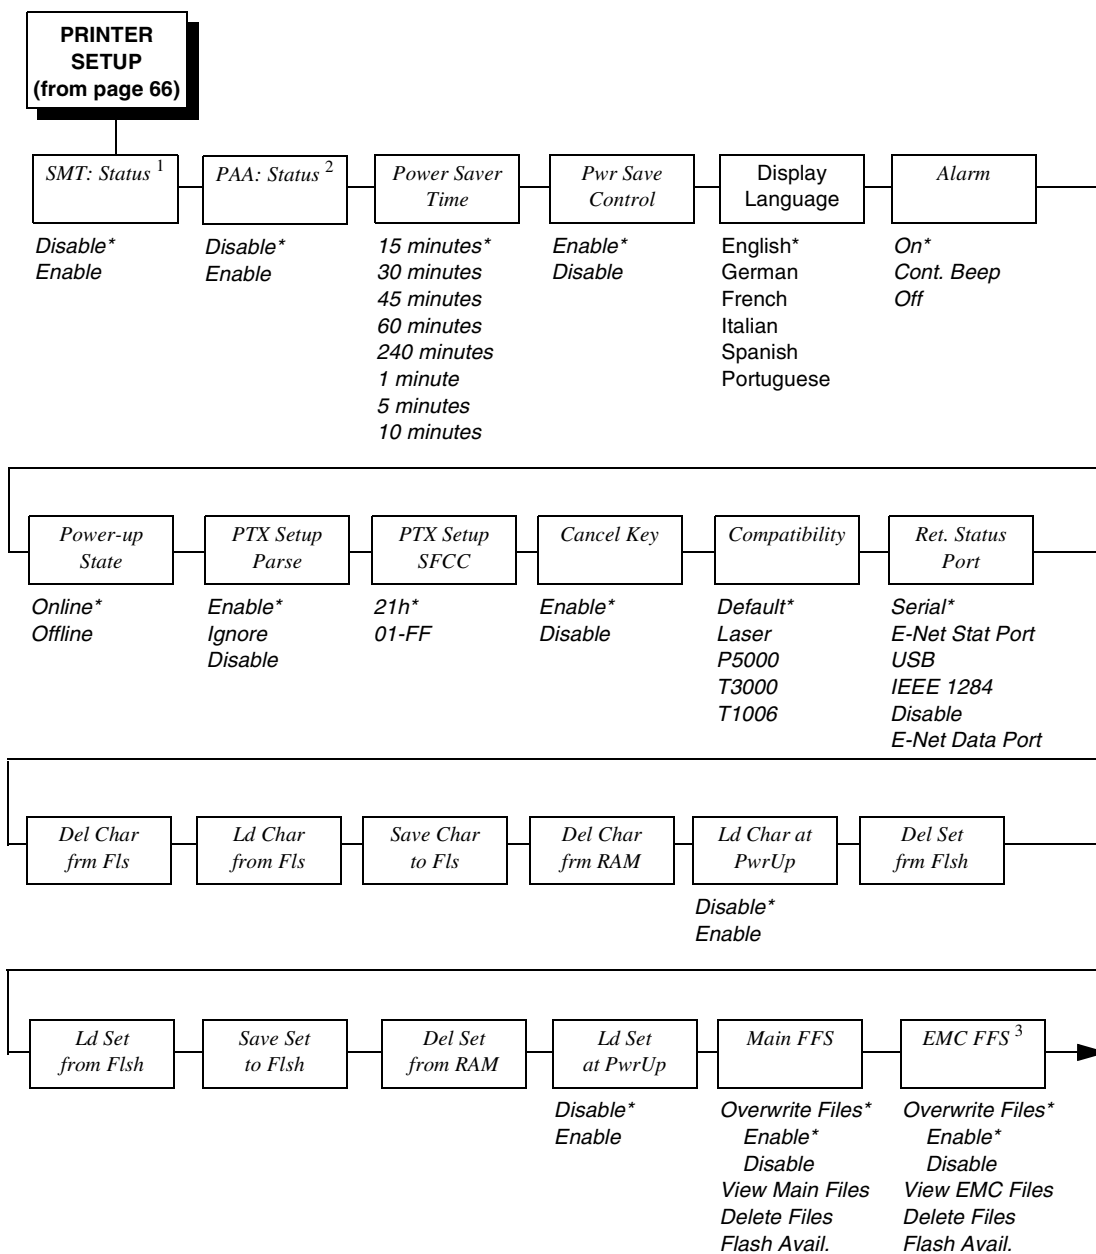 PRINTER
SETUP
(from page 66)
SMT: Status 1
Disable*
Enable
PAA: Status 2
Disable*
Enable
Power Saver
Time
15 minutes*
30 minutes
45 minutes
60 minutes
240 minutes
1 minute
5 minutes
10 minutes
Pwr Save
Control
Enable*
Disable
Display
Language
English*
German
French
Italian
Spanish
Portuguese
Alarm
On*
Cont. Beep
Off
Power-up
State
Online*
Offline
PTX Setup
Parse
Enable*
Ignore
Disable
PTX Setup
SFCC
21h*
01-FF
Cancel Key
Enable*
Disable
Compatibility
Default*
Laser
P5000
T3000
T1006
Ret. Status
Port
Serial*
E-Net Stat Port
USB
IEEE 1284
Disable
E-Net Data Port
Del Char
frm Fls
Ld Char
from Fls
Save Char
to Fls
Del Char
frm RAM
Ld Char at
PwrUp
Disable*
Enable
Del Set
frm Flsh
Ld Set
from Flsh
Save Set
to Flsh
Del Set
from RAM
Ld Set
at PwrUp
Disable*
Enable
Main FFS
Overwrite Files*
Enable*
Disable
View Main Files
Delete Files
Flash Avail.
EMC FFS 3
Overwrite Files*
Enable*
Disable
View EMC Files
Delete Files
Flash Avail.